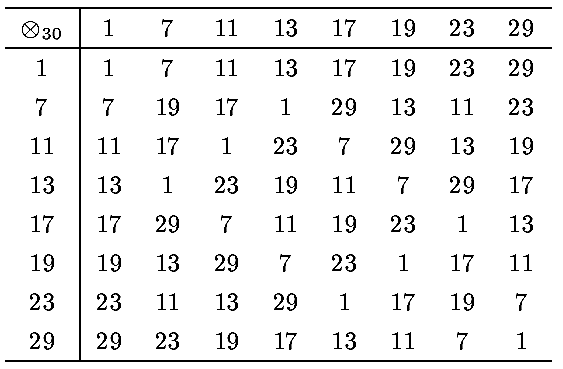 ⊗₃₀ 1 7 11 13 17 19 23 29
1 1 7 11 13 17 19 23 29
7 7 19 17 1 29 13 11 23
11 11 17 1 23 7 29 13 19
13 13 1 23 19 11 7 29 17
17 17 29 7 11 19 23 1 13
19 19 13 29 7 23 1 17 11
23 23 11 13 29 1 17 19 7
29 29 23 19 17 13 11 7 1